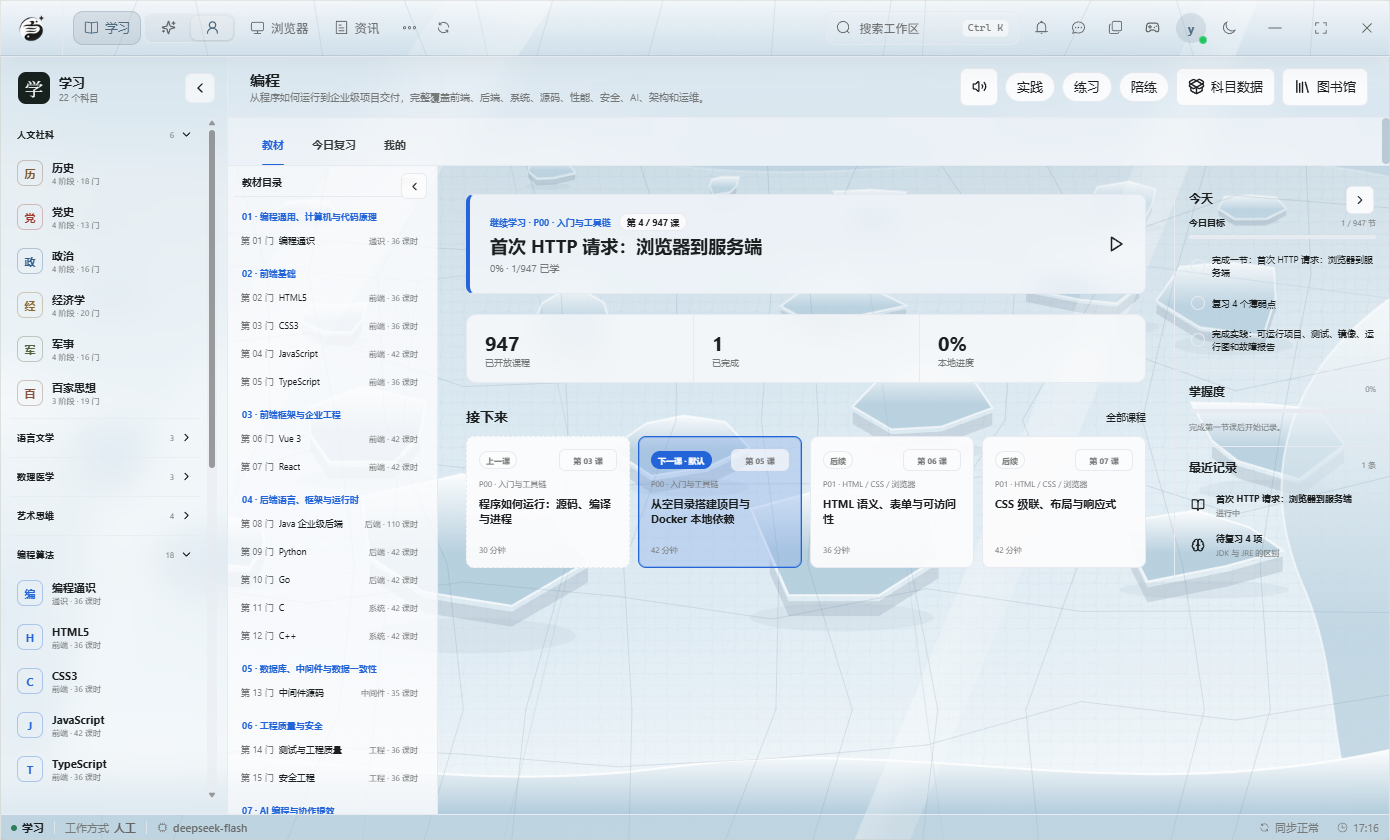 学习
浏览器
资讯
搜索工作区
Ctrl K
y
学
学习
22 个科目
编程
从程序如何运行到企业级项目交付，完整覆盖前端、后端、系统、源码、性能、安全、AI、架构和运维。
实践
练习
陪练
科目数据
图书馆
人文社科
6
历
历史
4 阶段 · 18 门
党
党史
4 阶段 · 13 门
政
政治
4 阶段 · 16 门
经
经济学
4 阶段 · 20 门
军
军事
4 阶段 · 16 门
百
百家思想
3 阶段 · 19 门
语言文学
3
数理医学
3
艺术思维
4
编程算法
18
编
编程通识
通识 · 36 课时
H
HTML5
前端 · 36 课时
C
CSS3
前端 · 36 课时
J
JavaScript
前端 · 42 课时
T
TypeScript
前端 · 36 课时
教材
今日复习
我的
教材目录
01 · 编程通用、计算机与代码原理
第 01 门 编程通识 通识 · 36 课时
02 · 前端基础
第 02 门 HTML5 前端 · 36 课时
第 03 门 CSS3 前端 · 36 课时
第 04 门 JavaScript 前端 · 42 课时
第 05 门 TypeScript 前端 · 36 课时
03 · 前端框架与企业工程
第 06 门 Vue 3 前端 · 42 课时
第 07 门 React 前端 · 42 课时
04 · 后端语言、框架与运行时
第 08 门 Java 企业级后端 后端 · 110 课时
第 09 门 Python 后端 · 42 课时
第 10 门 Go 后端 · 42 课时
第 11 门 C 系统 · 42 课时
第 12 门 C++ 系统 · 42 课时
05 · 数据库、中间件与数据一致性
第 13 门 中间件源码 中间件 · 35 课时
06 · 工程质量与安全
第 14 门 测试与工程质量 工程 · 36 课时
第 15 门 安全工程 工程 · 36 课时
07 · AI 编程与协作提效
继续学习 · P00 · 入门与工具链
第 4 / 947 课
首次 HTTP 请求：浏览器到服务端
0% · 1/947 已学
947
已开放课程
1
已完成
0%
本地进度
接下来
全部课程
上一课
第 03 课
P00 · 入门与工具链
程序如何运行：源码、编译
与进程
30 分钟
下一课 · 默认
第 05 课
P00 · 入门与工具链
从空目录搭建项目与
Docker 本地依赖
42 分钟
后续
第 06 课
P01 · HTML / CSS / 浏览器
HTML 语义、表单与可访问
性
36 分钟
后续
第 07 课
P01 · HTML / CSS / 浏览器
CSS 级联、布局与响应式
42 分钟
今天
今日目标
1 / 947 节
完成一节：首次 HTTP 请求：浏览器到服
务端
复习 4 个薄弱点
完成实践：可运行项目、测试、镜像、运
行图和故障报告
掌握度
0%
完成第一节课后开始记录。
最近记录
1 条
首次 HTTP 请求：浏览器到服务端
进行中
待复习 4 项
JDK 与 JRE 的区别
学习
工作方式 人工
deepseek-flash
同步正常
17:16